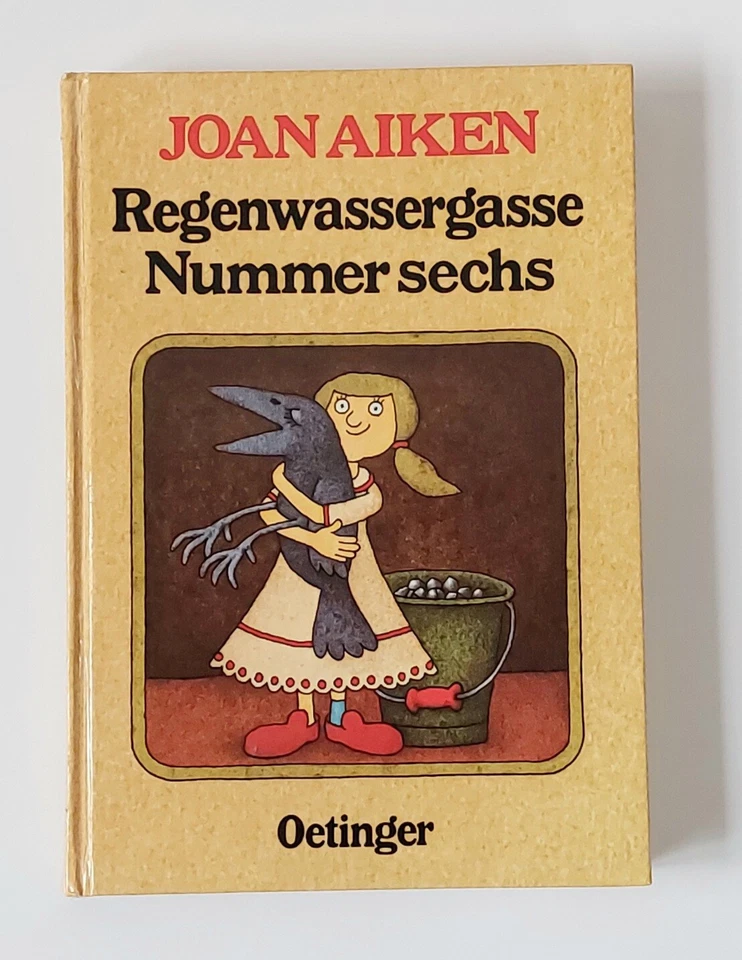 JOAN AIKEN
Regenwassergasse
Nummer sechs
Oetinger